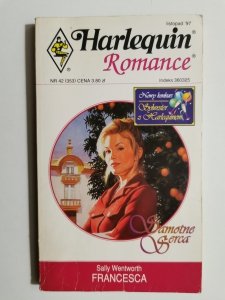 listopad '97
Harlequin®
Romance®
NR 42 (353) CENA 3,80 zł
Indeks 360325
Nowy konkurs
Sylwester
z Harlequinem
Samotne
Serca
Sally Wentworth
FRANCESCA